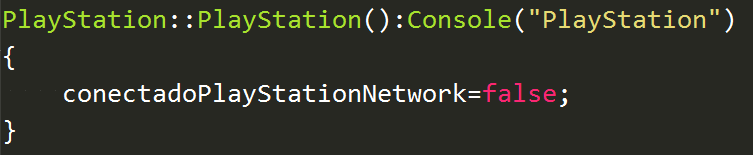 PlayStation::PlayStation():Console("PlayStation")
{
    conectadoPlayStationNetwork=false;
}